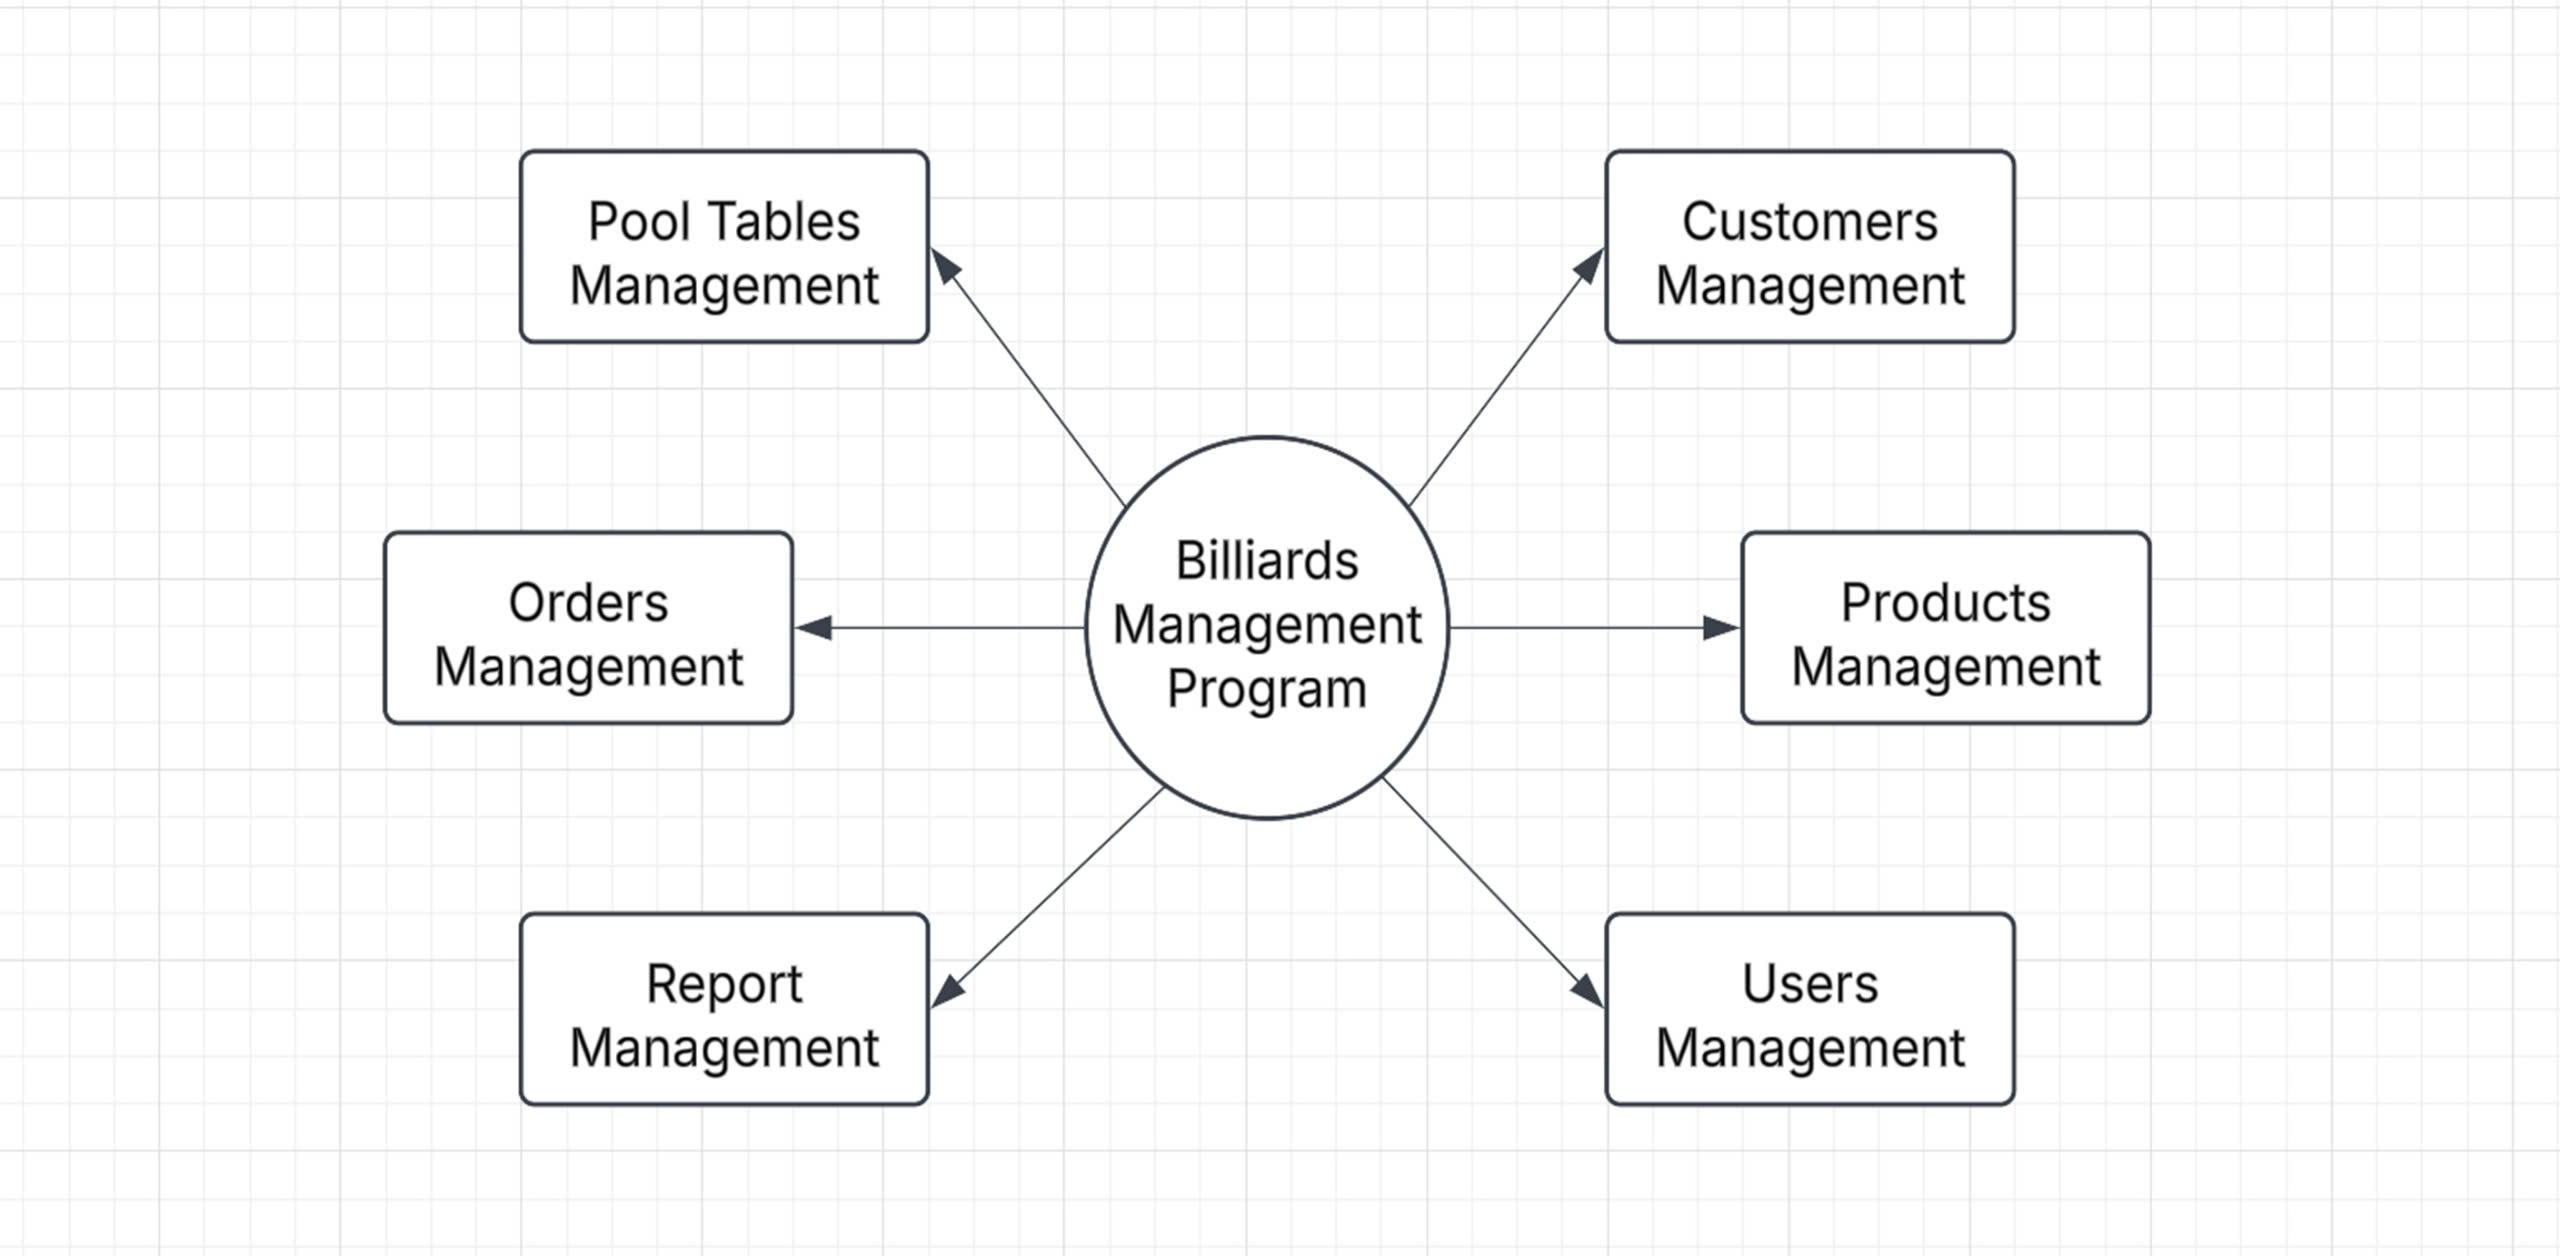 Pool Tables
Management
Customers
Management
Billiards
Management
Program
Orders
Management
Products
Management
Report
Management
Users
Management